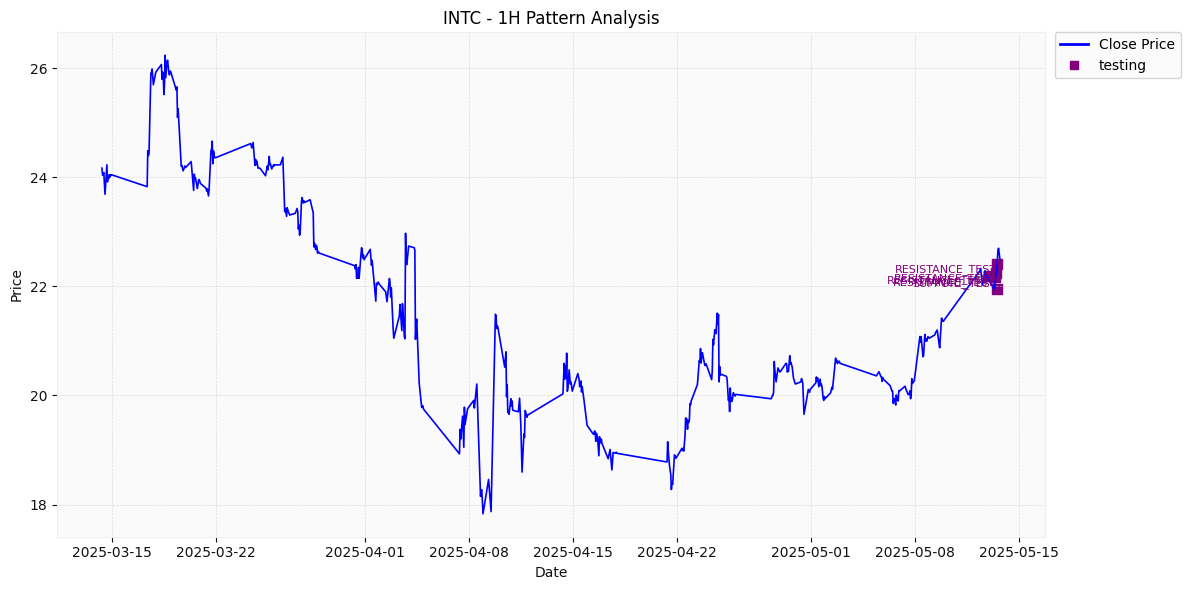 INTC - 1H Pattern Analysis
Close Price
testing
26
24
22
20
18
Price
RESISTANCE_TEST
2025-03-15
2025-03-22
2025-04-01
2025-04-08
2025-04-15
2025-04-22
2025-05-01
2025-05-08
2025-05-15
Date